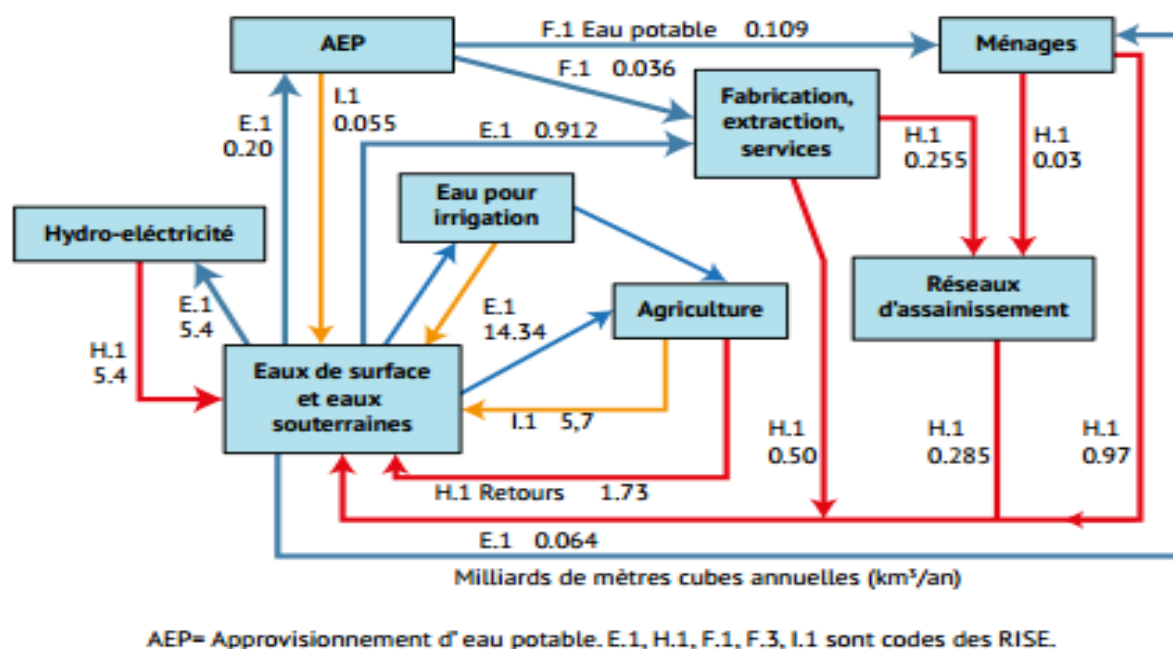 AEP
F.1 Eau potable 0.109
Ménages
F.1 0.036
I.1
0.055
E.1
0.20
E.1 0.912
Fabrication,
extraction,
services
H.1
0.255
H.1
0.03
Eau pour
irrigation
Hydro-eléctricité
Réseaux
d'assainissement
E.1
5.4
E.1
14.34
Agriculture
H.1
5.4
Eaux de surface
et eaux
souterraines
I.1 5,7
H.1
0.50
H.1
0.285
H.1
0.97
H.1 Retours 1.73
E.1 0.064
Milliards de mètres cubes annuelles (km³/an)
AEP= Approvisionnement d' eau potable. E.1, H.1, F.1, F.3, I.1 sont codes des RISE.